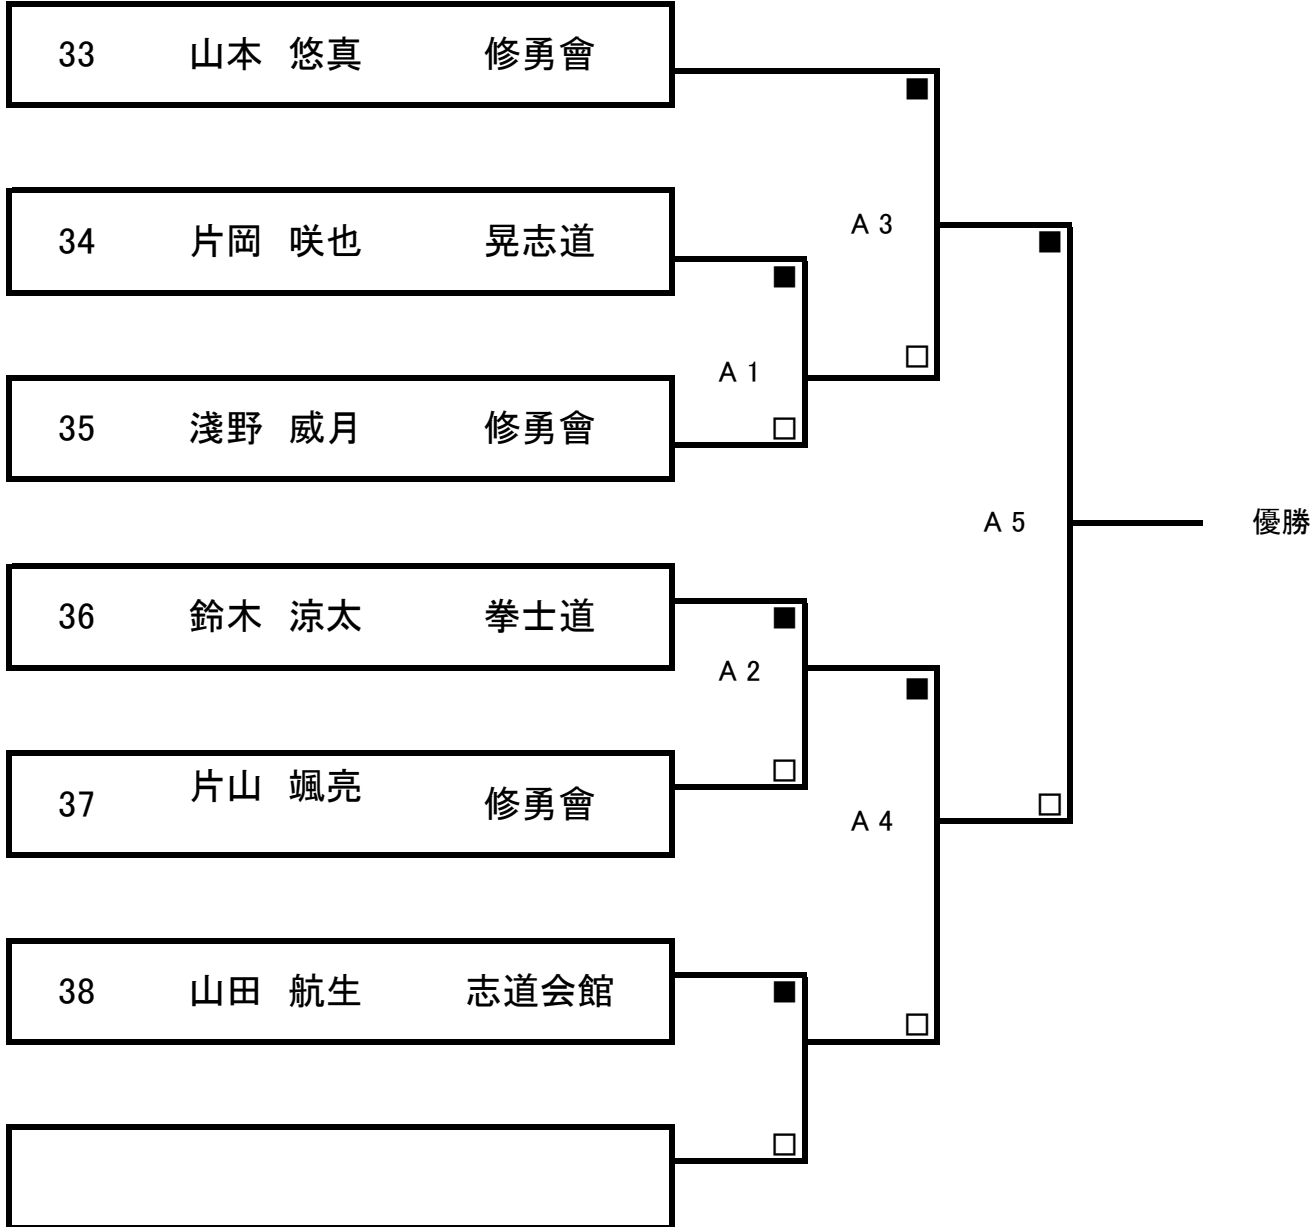 33 山本 悠真 修勇會
A 3
34 片岡 咲也 晃志道
A 1
35 淺野 威月 修勇會
A 5 優勝
36 鈴木 涼太 拳士道
A 2
37 片山 颯亮 修勇會
A 4
38 山田 航生 志道会館